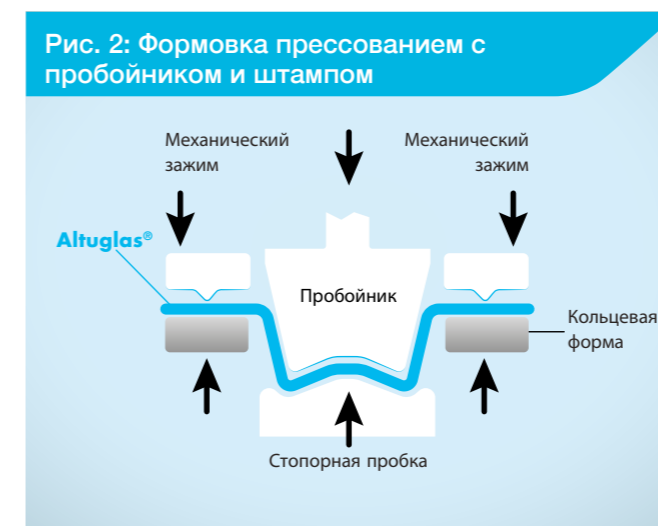 Рис. 2: Формовка прессованием с
пробойником и штампом
Механический
зажим
Механический
зажим
Altuglas®
Пробойник
Кольцевая
форма
Стопорная пробка